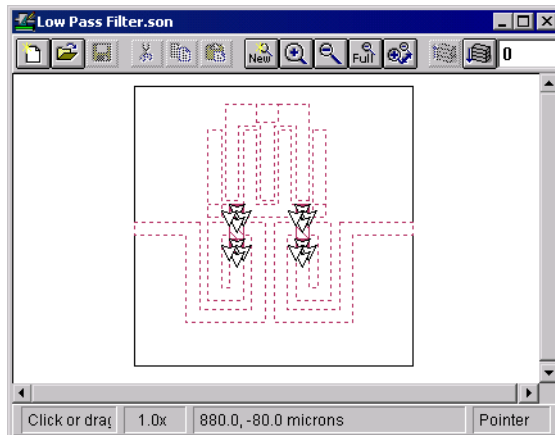 Low Pass Filter.son
New Full 0
Click or drag 1.0x 880.0, -80.0 microns Pointer